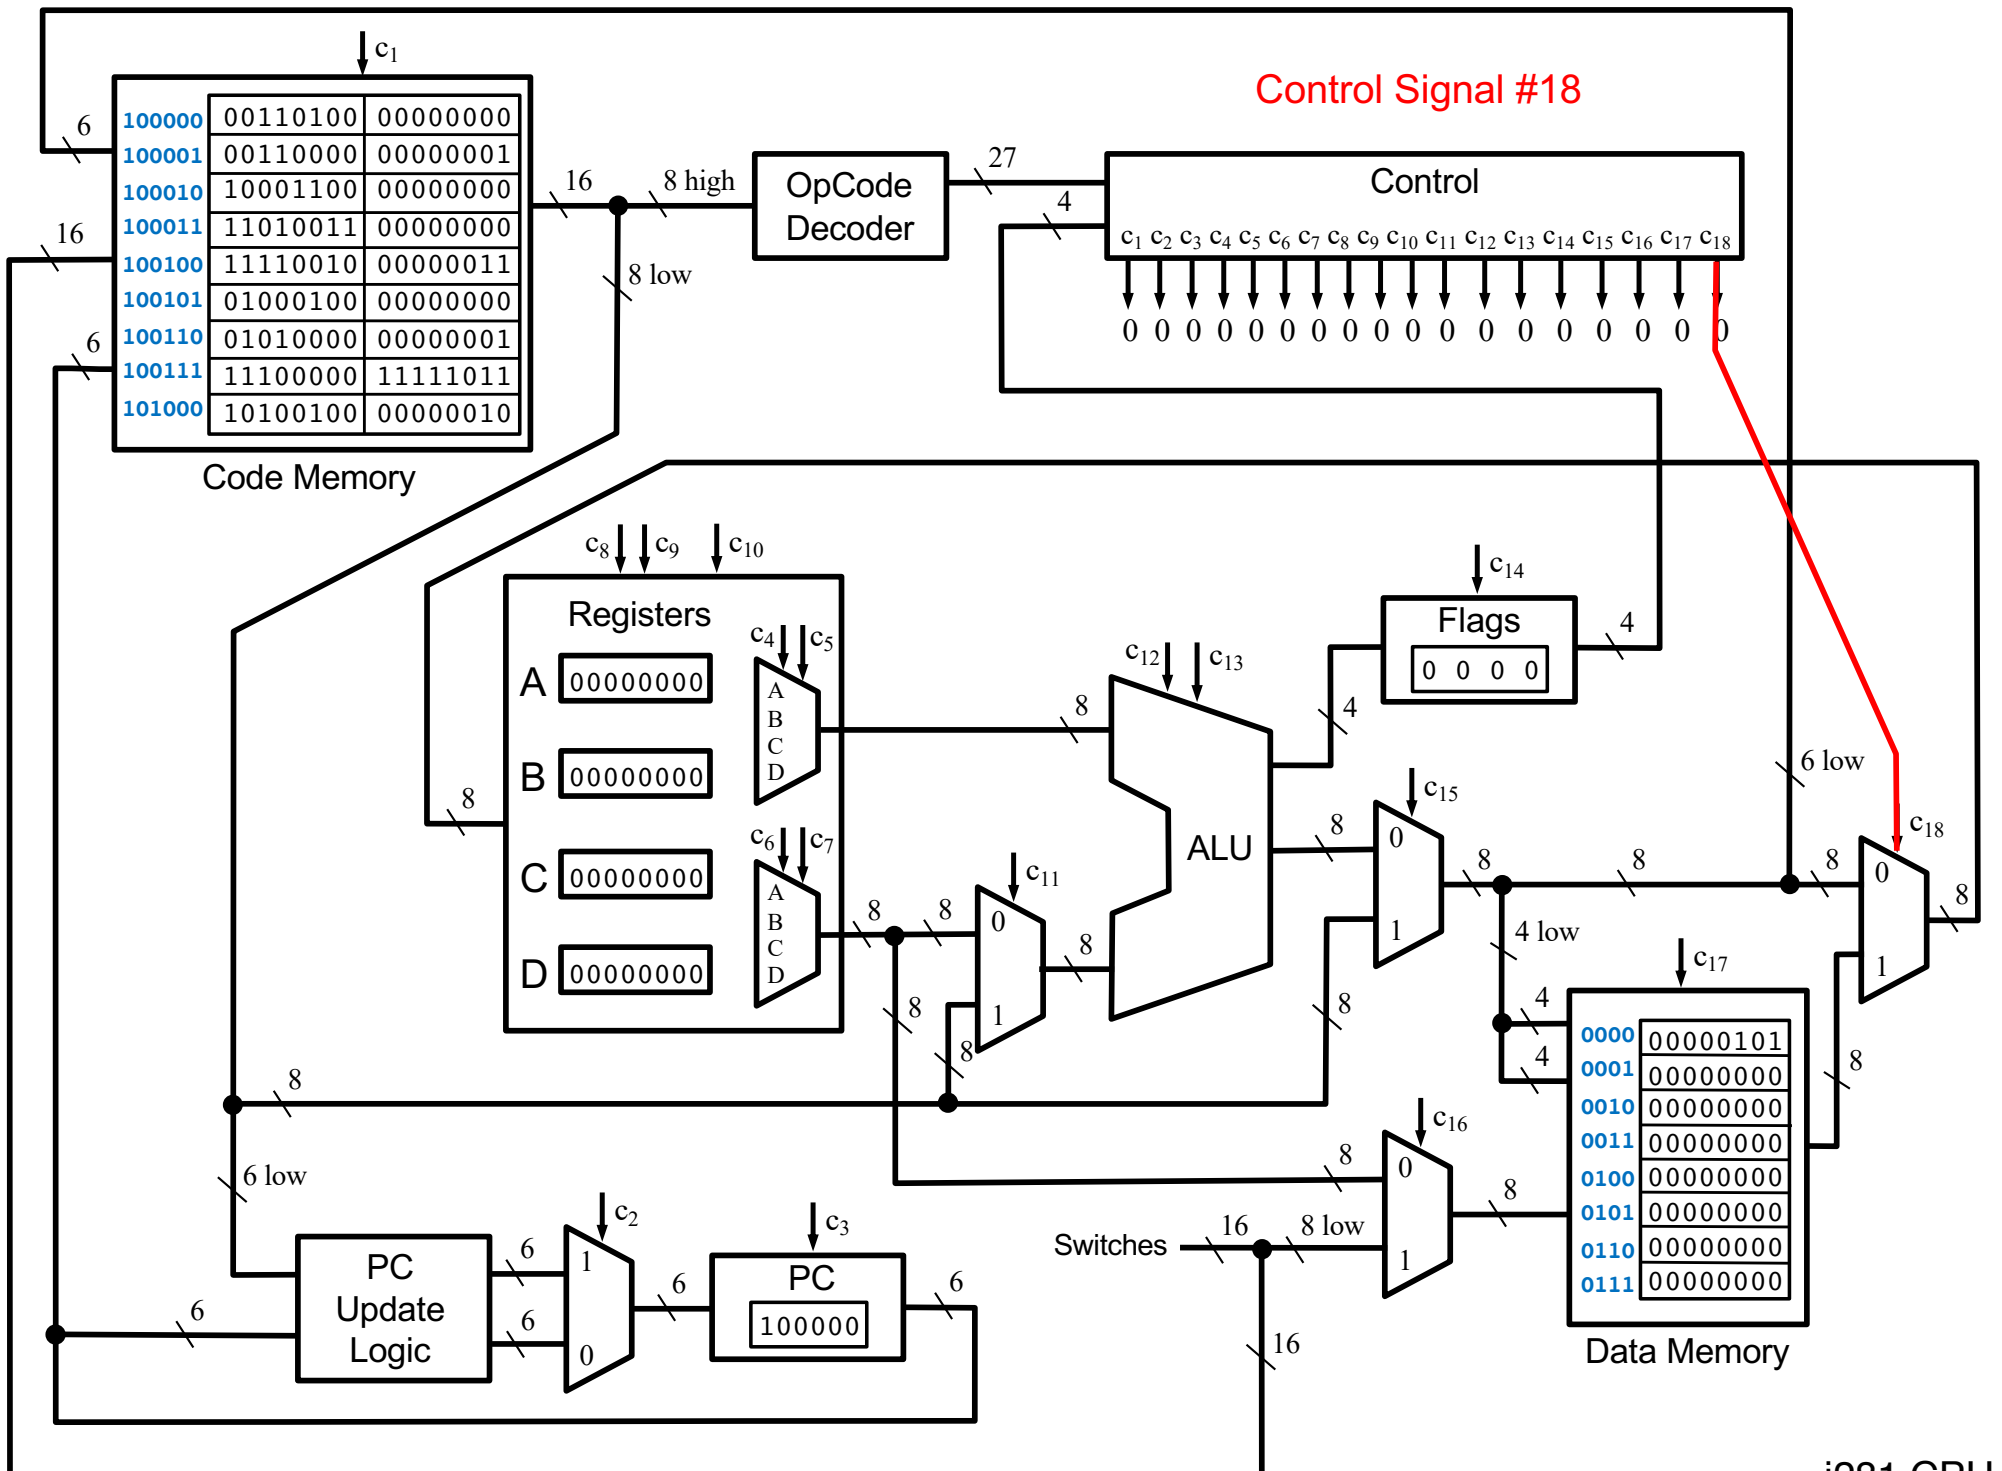 Control Signal #18
c1
100000 00110100 00000000
100001 00110000 00000001
100010 10001100 00000000
100011 11010011 00000000
100100 11110010 00000011
100101 01000100 00000000
100110 01010000 00000001
100111 11100000 11111011
101000 10100100 00000010
Code Memory
6
16
6
16
8 high
8 low
OpCode
Decoder
27
4
Control
c1 c2 c3 c4 c5 c6 c7 c8 c9 c10 c11 c12 c13 c14 c15 c16 c17 c18
0 0 0 0 0 0 0 0 0 0 0 0 0 0 0 0 0 0
c8 c9 c10
Registers
A 00000000
B 00000000
C 00000000
D 00000000
8
c4 c5
A
B
C
D
c6 c7
A
B
C
D
8
8
8
8
c11
0
1
8
8
c12 c13
ALU
c14
Flags
0 0 0 0
4
4
8
c15
0
1
8
8
8
6 low
8
c18
0
1
8
4 low
4
4
c17
0000 00000101
0001 00000000
0010 00000000
0011 00000000
0100 00000000
0101 00000000
0110 00000000
0111 00000000
Data Memory
8
8
6 low
PC
Update
Logic
6
6
6
c2
1
0
6
c3
PC
100000
6
Switches
16
8 low
16
8
c16
0
1
8